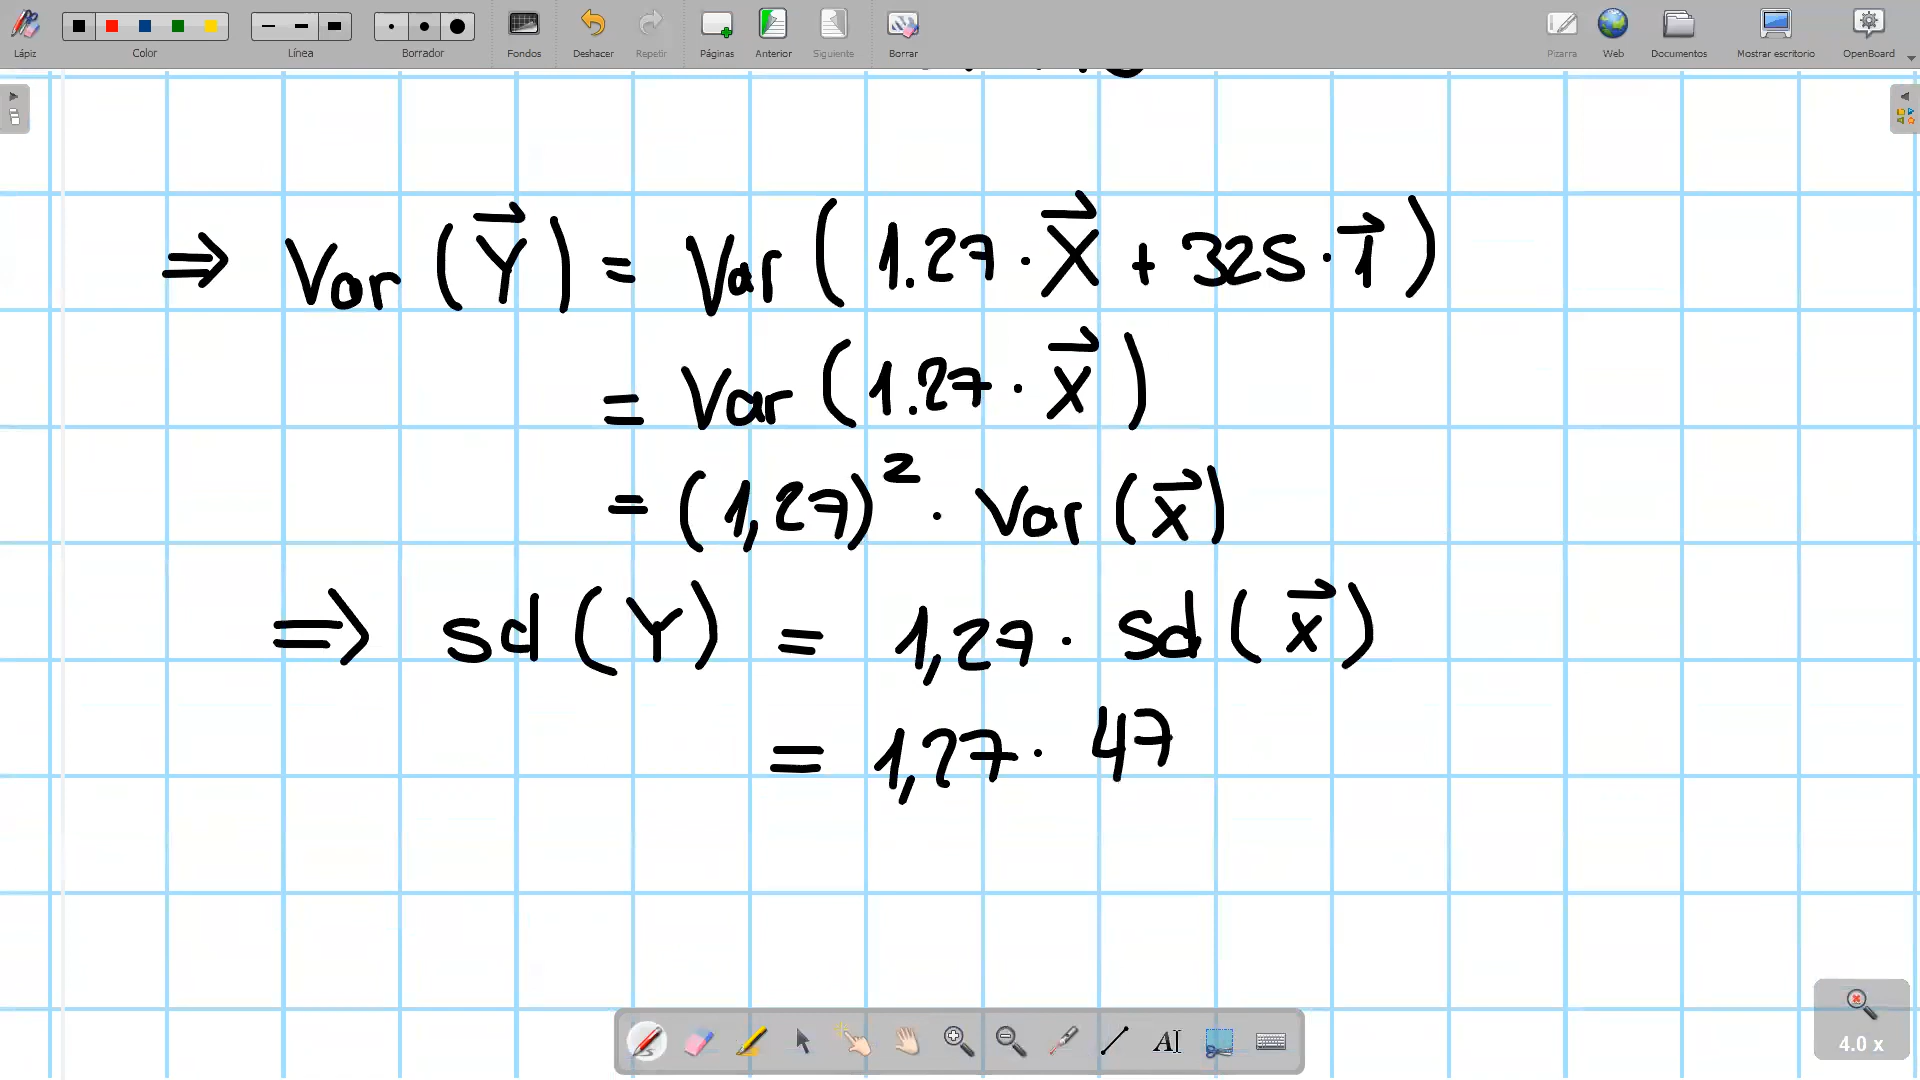 Lápiz Color Línea Borrador Fondos Deshacer Repetir Páginas Anterior Siguiente Borrar Pizarra Web Documentos Mostrar escritorio OpenBoard
⇒ Var (Y⃗) = Var (1.27 · X⃗ + 325 · 1⃗)
= Var (1.27 · X⃗)
= (1,27)² · Var (X⃗)
⇒ sd (Y) = 1,27 · sd (X⃗)
= 1,27 · 47
4.0 x